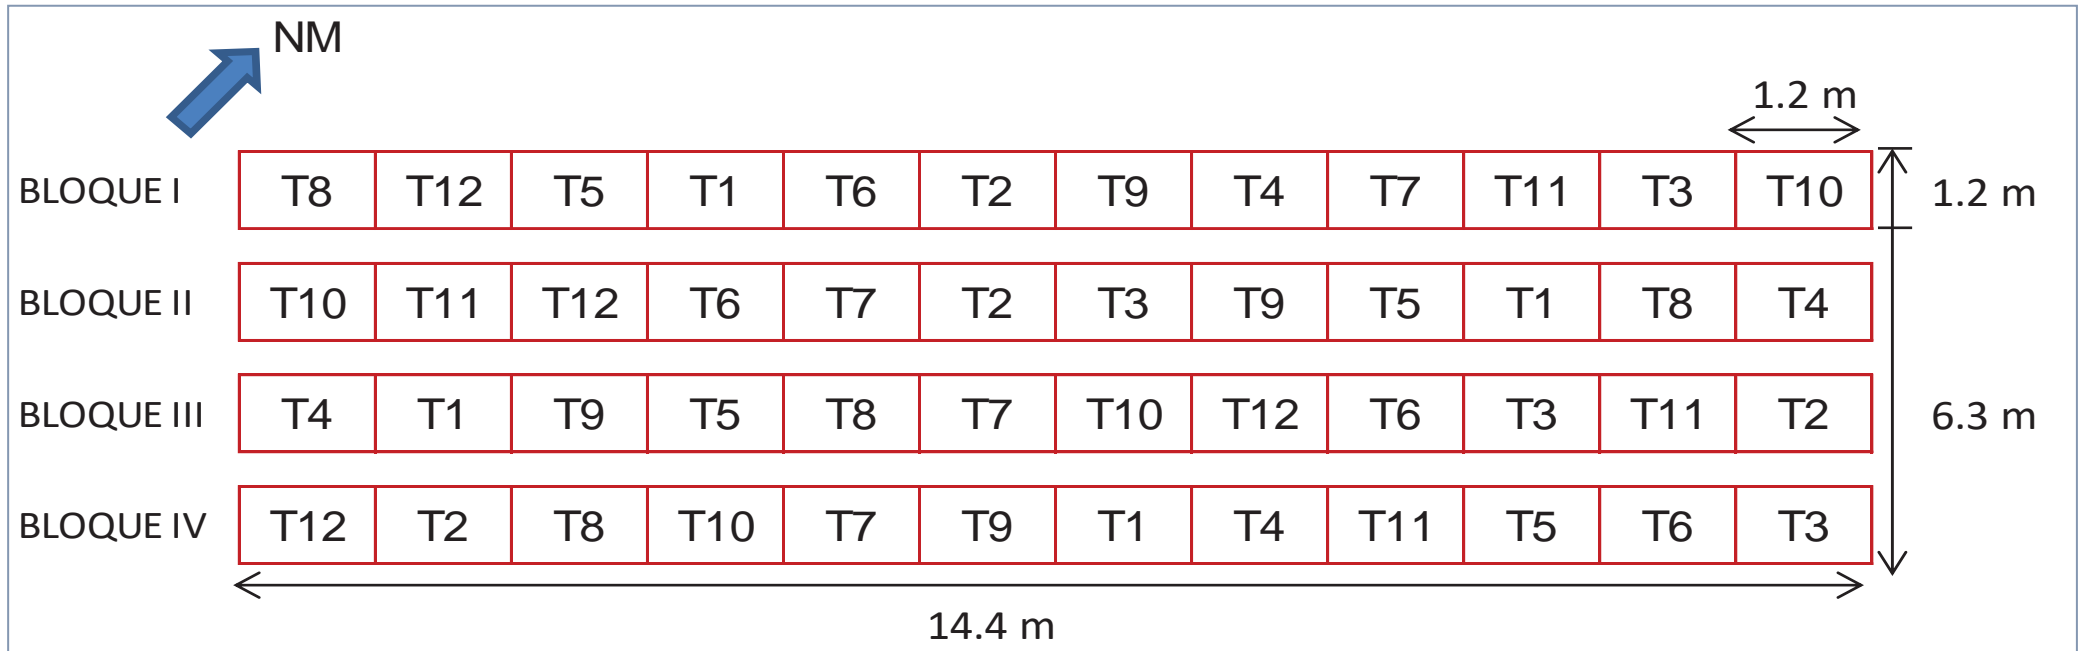 NM
1.2 m
BLOQUE I T8 T12 T5 T1 T6 T2 T9 T4 T7 T11 T3 T10 1.2 m
BLOQUE II T10 T11 T12 T6 T7 T2 T3 T9 T5 T1 T8 T4
BLOQUE III T4 T1 T9 T5 T8 T7 T10 T12 T6 T3 T11 T2 6.3 m
BLOQUE IV T12 T2 T8 T10 T7 T9 T1 T4 T11 T5 T6 T3
14.4 m